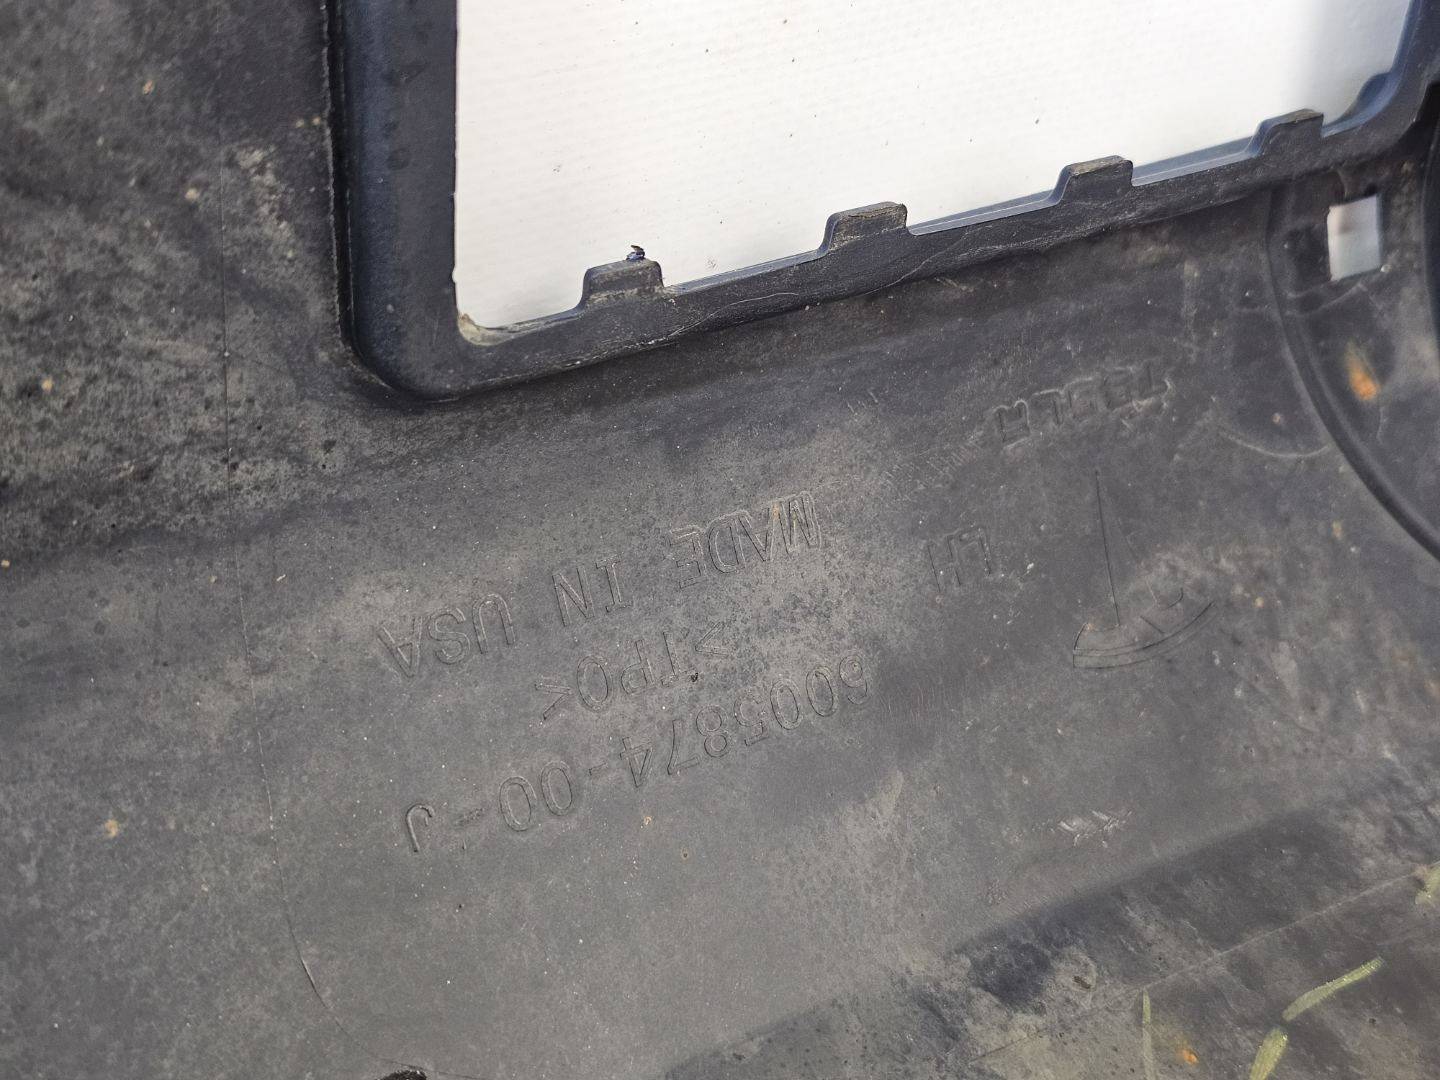 TESLA
LH
6005874-00-J
>TPO<
MADE IN USA